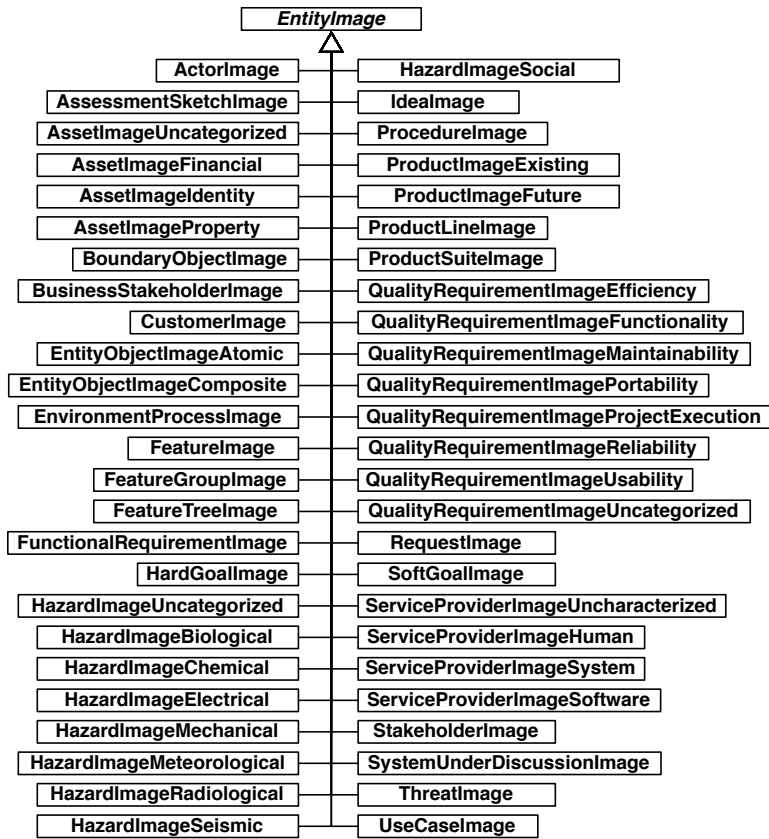 EntityImage
ActorImage
HazardImageSocial
AssessmentSketchImage
IdeaImage
AssetImageUncategorized
ProcedureImage
AssetImageFinancial
ProductImageExisting
AssetImageIdentity
ProductImageFuture
AssetImageProperty
ProductLineImage
BoundaryObjectImage
ProductSuiteImage
BusinessStakeholderImage
QualityRequirementImageEfficiency
CustomerImage
QualityRequirementImageFunctionality
EntityObjectImageAtomic
QualityRequirementImageMaintainability
EntityObjectImageComposite
QualityRequirementImagePortability
EnvironmentProcessImage
QualityRequirementImageProjectExecution
FeatureImage
QualityRequirementImageReliability
FeatureGroupImage
QualityRequirementImageUsability
FeatureTreeImage
QualityRequirementImageUncategorized
FunctionalRequirementImage
RequestImage
HardGoalImage
SoftGoalImage
HazardImageUncategorized
ServiceProviderImageUncharacterized
HazardImageBiological
ServiceProviderImageHuman
HazardImageChemical
ServiceProviderImageSystem
HazardImageElectrical
ServiceProviderImageSoftware
HazardImageMechanical
StakeholderImage
HazardImageMeteorological
SystemUnderDiscussionImage
HazardImageRadiological
ThreatImage
HazardImageSeismic
UseCaseImage